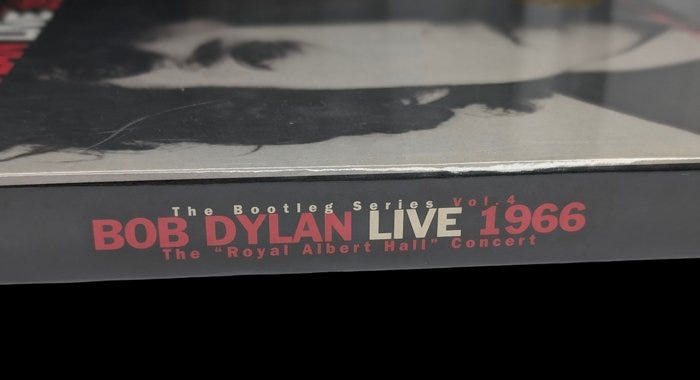 The Bootleg Series Vol.4
BOB DYLAN LIVE 1966
The "Royal Albert Hall" Concert